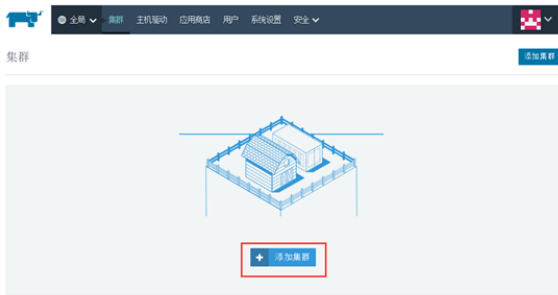 全局 集群 主机驱动 应用商店 用户 系统设置 安全
集群 添加集群
+ 添加集群